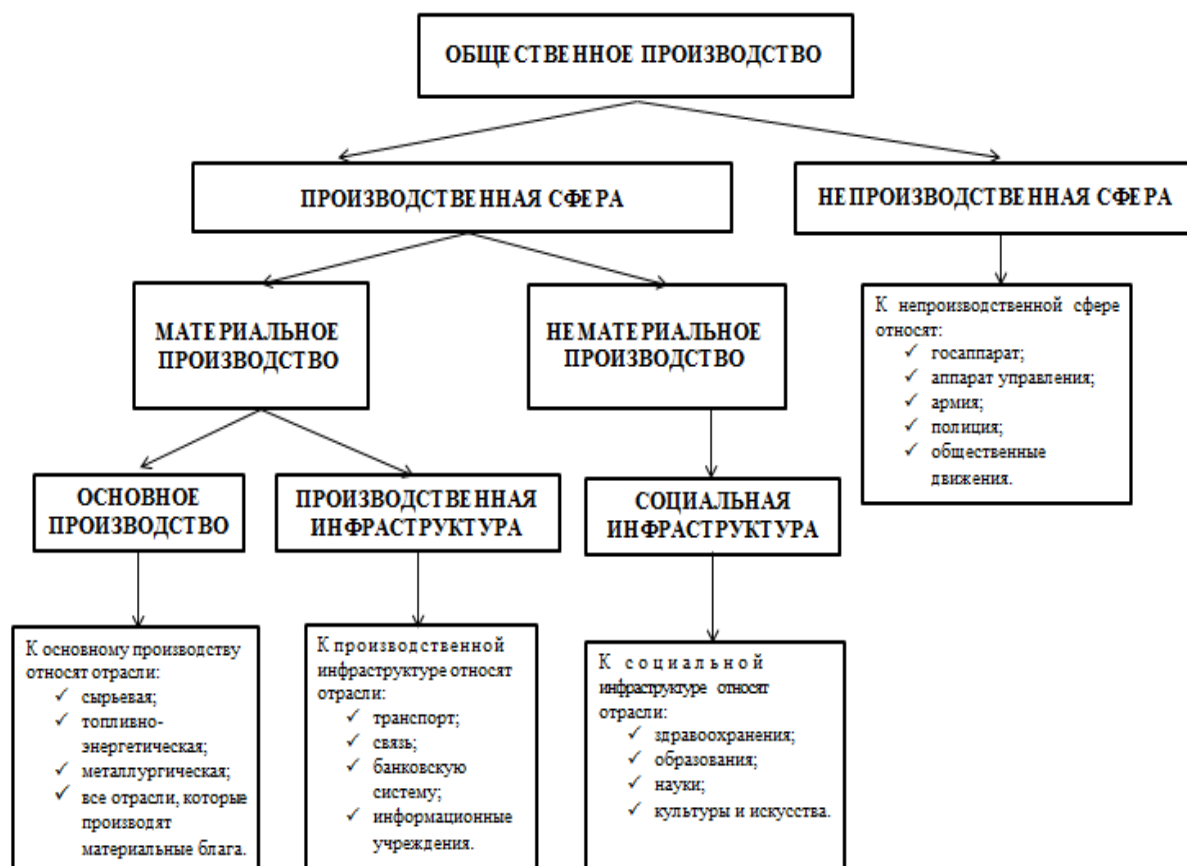 ОБЩЕСТВЕННОЕ ПРОИЗВОДСТВО
ПРОИЗВОДСТВЕННАЯ СФЕРА
НЕПРОИЗВОДСТВЕННАЯ СФЕРА
МАТЕРИАЛЬНОЕ
ПРОИЗВОДСТВО
НЕМАТЕРИАЛЬНОЕ
ПРОИЗВОДСТВО
К непроизводственной сфере
относят:
✓ госаппарат;
✓ аппарат управления;
✓ армия;
✓ полиция;
✓ общественные
движения.
ОСНОВНОЕ
ПРОИЗВОДСТВО
ПРОИЗВОДСТВЕННАЯ
ИНФРАСТРУКТУРА
СОЦИАЛЬНАЯ
ИНФРАСТРУКТУРА
К основному производству
относят отрасли:
✓ сырьевая;
✓ топливно-
энергетическая;
✓ металлургическая;
✓ все отрасли, которые
производят
материальные блага.
К производственной
инфраструктуре относят
отрасли:
✓ транспорт;
✓ связь;
✓ банковскую
систему;
✓ информационные
учреждения.
К социальной
инфраструктуре относят
отрасли:
✓ здравоохранения;
✓ образования;
✓ науки;
✓ культуры и искусства.